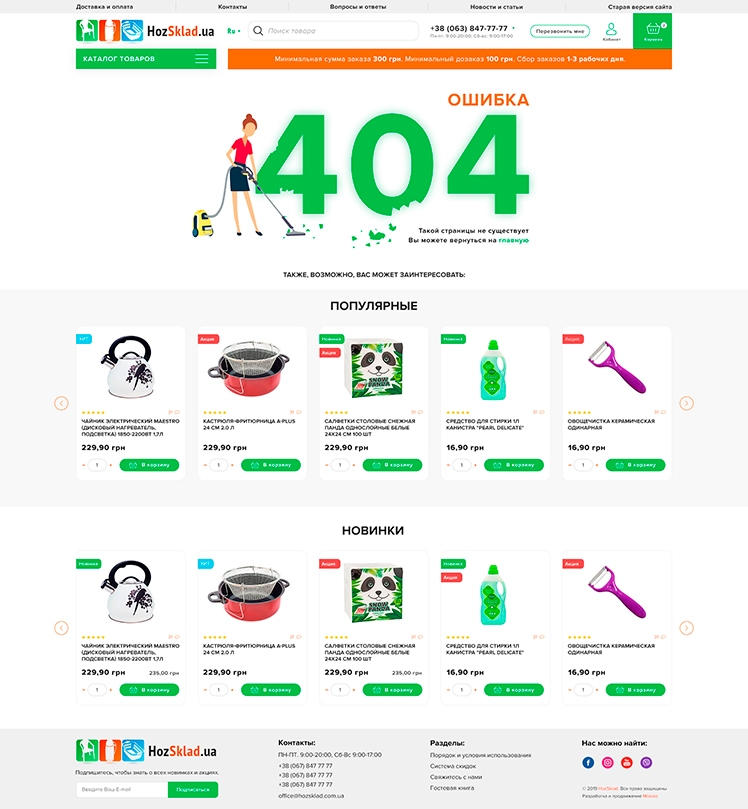 Доставка и оплата
Контакты
Вопросы и ответы
Новости и статьи
Старая версия сайта
HozSklad.ua
Ru
Поиск товара
+38 (063) 847-77-77
Пн-пт: 9:00-20:00, Сб-вс: 9:00-17:00
Перезвонить мне
Кабинет
2
Корзина
КАТАЛОГ ТОВАРОВ
Минимальная сумма заказа 300 грн, Минимальный дозаказ 100 грн, Сбор заказов 1-3 рабочих дня.
ОШИБКА
404
Такой страницы не существует
Вы можете вернуться на главную
ТАКЖЕ, ВОЗМОЖНО, ВАС МОЖЕТ ЗАИНТЕРЕСОВАТЬ:
ПОПУЛЯРНЫЕ
ХИТ
Акция
Новинка
Акция
SNOW PANDA
Новинка
Акция
ЧАЙНИК ЭЛЕКТРИЧЕСКИЙ MAESTRO
(ДИСКОВЫЙ НАГРЕВАТЕЛЬ,
ПОДСВЕТКА) 1850-2200ВТ 1,7Л
229,90 грн
1
В корзину
КАСТРЮЛЯ-ФРИТЮРНИЦА A-PLUS
24 СМ 2.0 Л
229,90 грн
1
В корзину
САЛФЕТКИ СТОЛОВЫЕ СНЕЖНАЯ
ПАНДА ОДНОСЛОЙНЫЕ БЕЛЫЕ
24X24 СМ 100 ШТ
229,90 грн
1
В корзину
СРЕДСТВО ДЛЯ СТИРКИ 1Л
КАНИСТРА "PEARL DELICATE"
16,90 грн
1
В корзину
ОВОЩЕЧИСТКА КЕРАМИЧЕСКАЯ
ОДИНАРНАЯ
16,90 грн
1
В корзину
НОВИНКИ
Новинка
ХИТ
Акция
SNOW PANDA
Новинка
Акция
Акция
ЧАЙНИК ЭЛЕКТРИЧЕСКИЙ MAESTRO
(ДИСКОВЫЙ НАГРЕВАТЕЛЬ,
ПОДСВЕТКА) 1850-2200ВТ 1,7Л
229,90 грн 235,00 грн
1
В корзину
КАСТРЮЛЯ-ФРИТЮРНИЦА A-PLUS
24 СМ 2.0 Л
229,90 грн
1
В корзину
САЛФЕТКИ СТОЛОВЫЕ СНЕЖНАЯ
ПАНДА ОДНОСЛОЙНЫЕ БЕЛЫЕ
24X24 СМ 100 ШТ
229,90 грн 235,00 грн
1
В корзину
СРЕДСТВО ДЛЯ СТИРКИ 1Л
КАНИСТРА "PEARL DELICATE"
16,90 грн
1
В корзину
ОВОЩЕЧИСТКА КЕРАМИЧЕСКАЯ
ОДИНАРНАЯ
16,90 грн
1
В корзину
HozSklad.ua
Подпишитесь, чтобы знать о всех новинках и акциях.
Введите Ваш E-mail
Подписаться
Контакты:
ПН-ПТ. 9:00-20:00, Сб-Вс 9:00-17:00
+38 (067) 847 77 77
+38 (067) 847 77 77
+38 (067) 847 77 77
office@hozsklad.com.ua
Разделы:
Порядок и условия использования
Система скидок
Свяжитесь с нами
Гостевая книга
Нас можно найти:
© 2019 HozSklad. Все права защищены
Разработка и продвижение